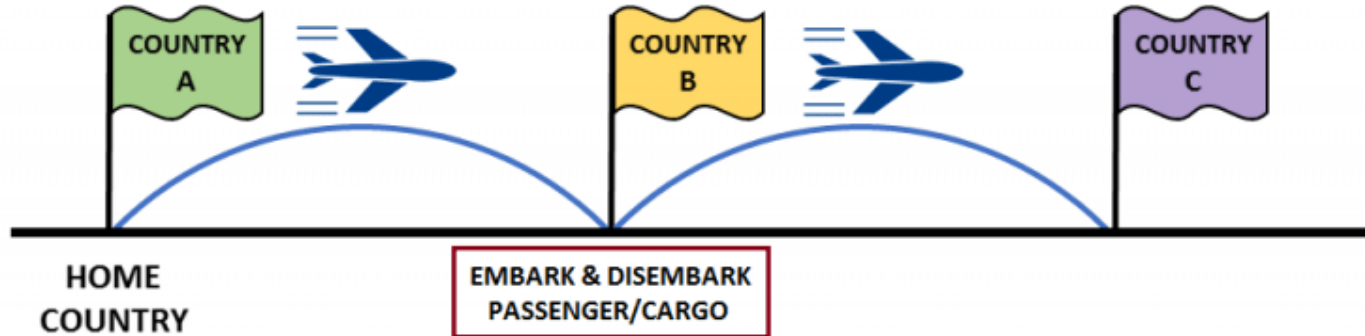 COUNTRY
A
COUNTRY
B
COUNTRY
C
HOME
COUNTRY
EMBARK & DISEMBARK
PASSENGER/CARGO